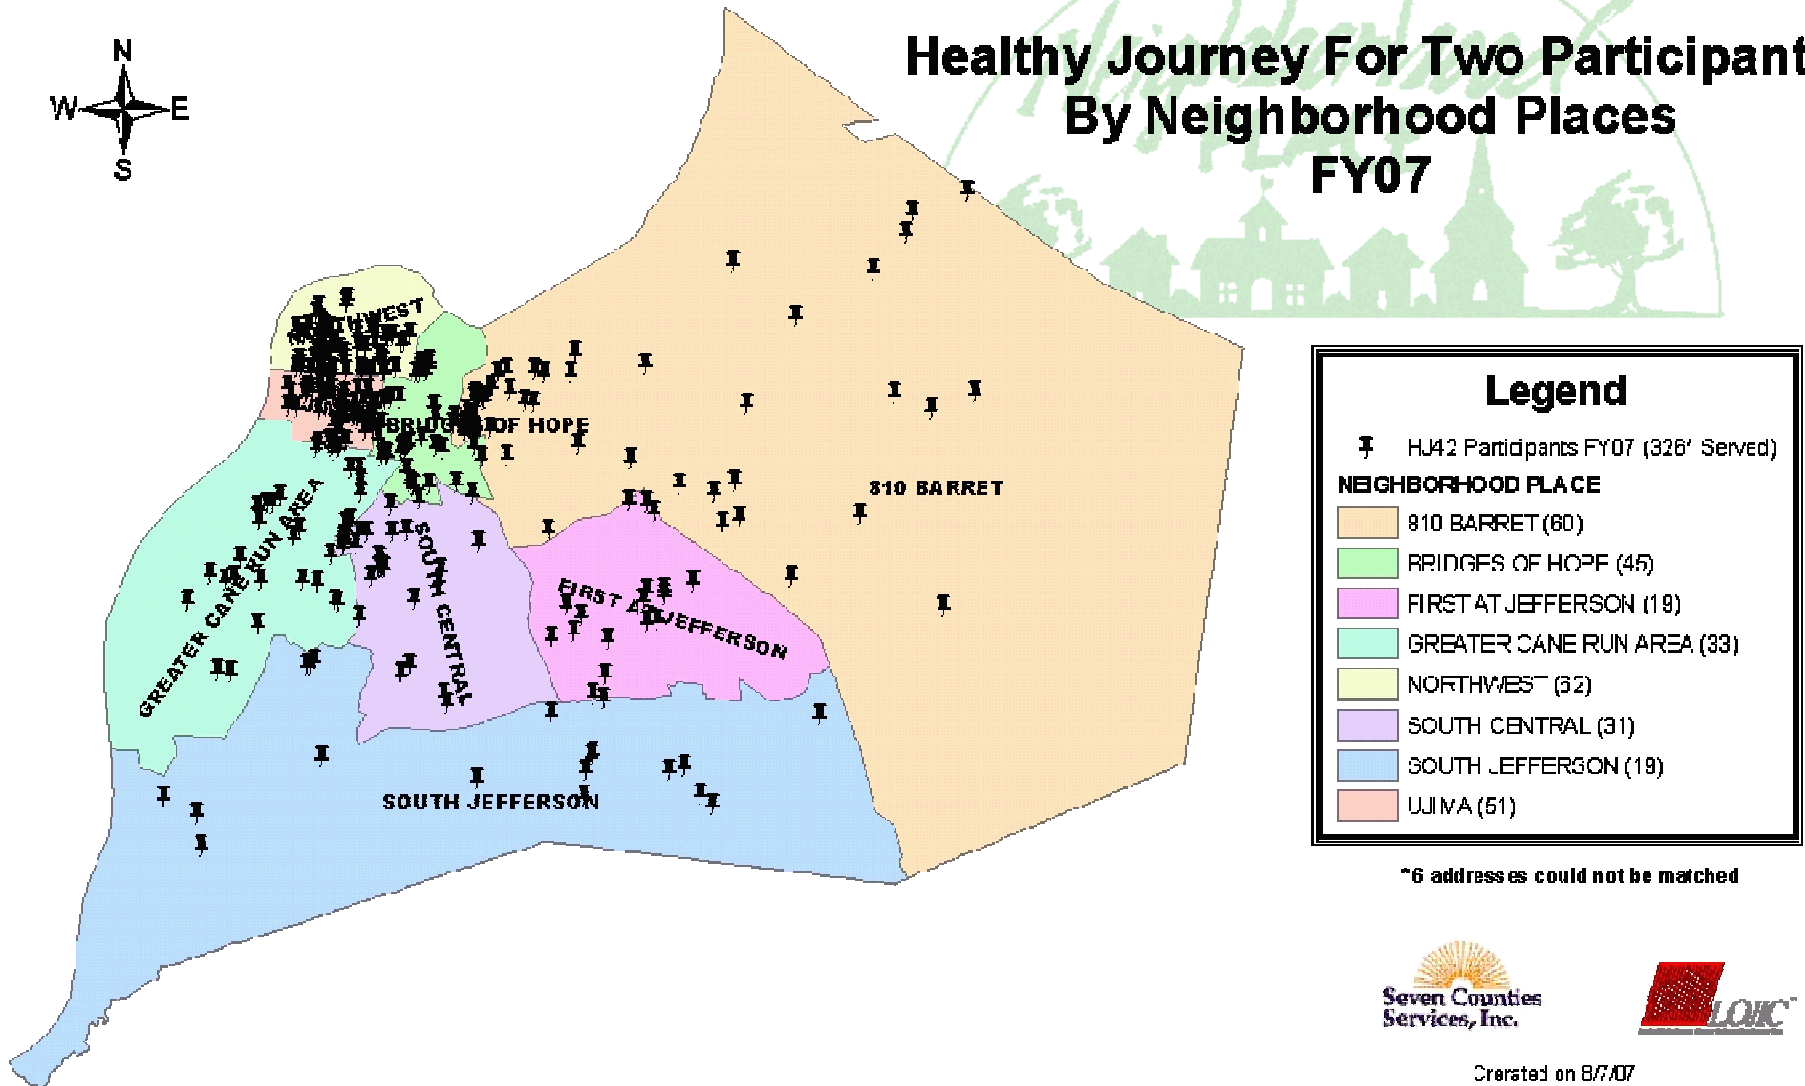 Healthy Journey For Two Participant
By Neighborhood Places
FY07
N
W E
S
BRIDGES OF HOPE
810 BARRET
GREATER CANE RUN AREA
SOUTH CENTRAL
FIRST AT JEFFERSON
SOUTH JEFFERSON
Legend
HJ42 Participants FY07 (326* Served)
NEIGHBORHOOD PLACE
810 BARRET (60)
BRIDGES OF HOPE (45)
FIRST AT JEFFERSON (19)
GREATER CANE RUN AREA (33)
NORTHWEST (62)
SOUTH CENTRAL (31)
SOUTH JEFFERSON (19)
UJIMA (51)
*6 addresses could not be matched
Seven Counties
Services, Inc.
Crerated on 8/7/07